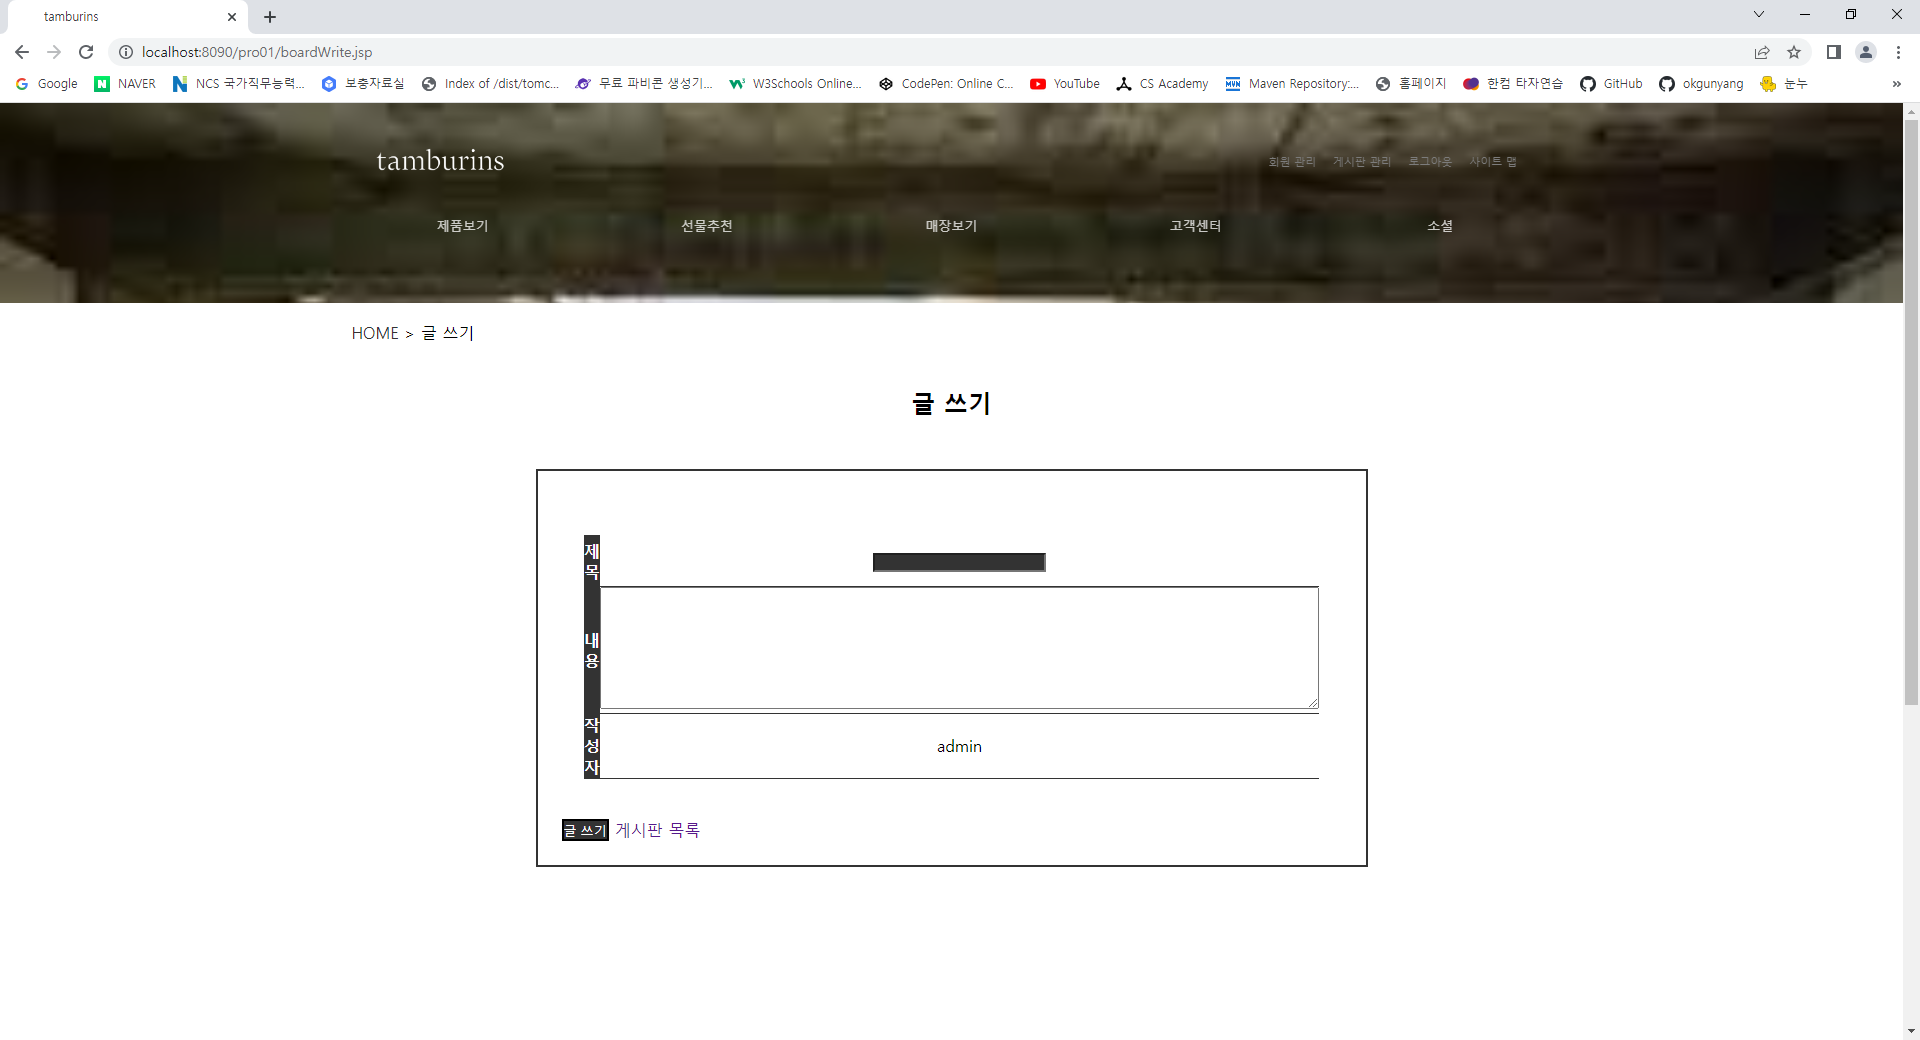 tamburins
localhost:8090/pro01/boardWrite.jsp
Google NAVER NCS 국가직무능력... 보충자료실 Index of /dist/tomc... 무료 파비콘 생성기... W3Schools Online... CodePen: Online C... YouTube CS Academy Maven Repository:... 홈페이지 한컴 타자연습 GitHub okgunyang 눈누 »
tamburins 회원 관리 게시판 관리 로그아웃 사이트 맵
제품보기 선물추천 매장보기 고객센터 소셜
HOME > 글 쓰기
글 쓰기
제
목
내
용
작
성 admin
자
글 쓰기 게시판 목록